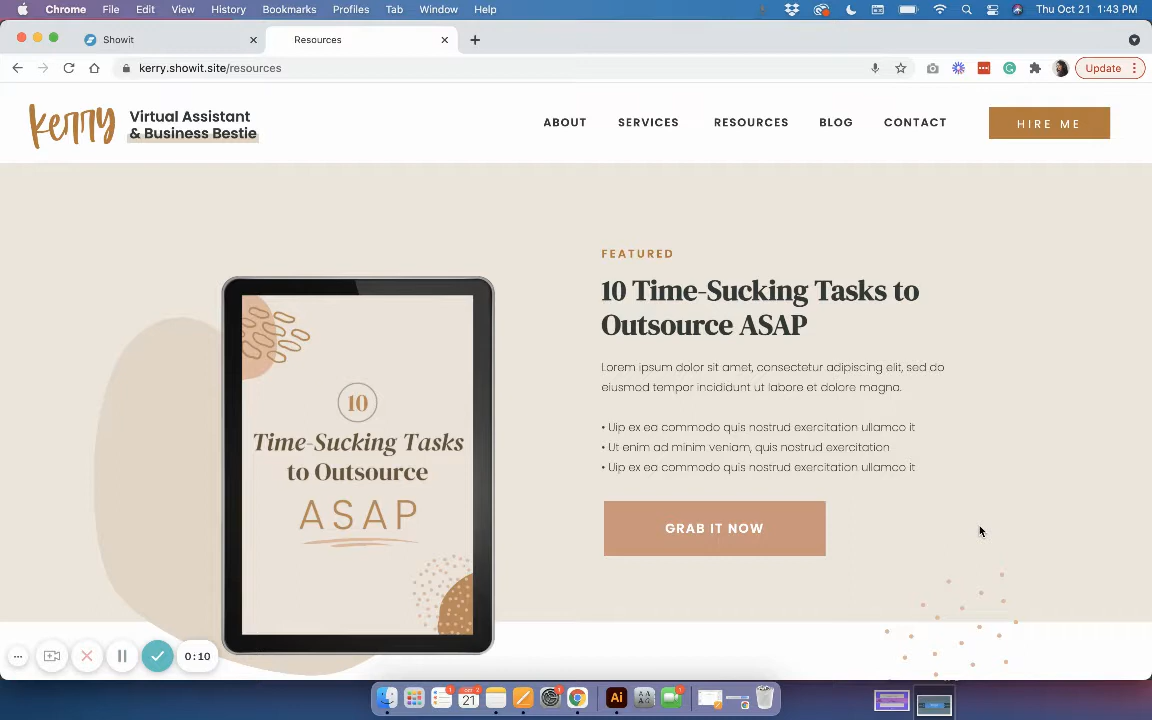 Chrome File Edit View History Bookmarks Profiles Tab Window Help Thu Oct 21 1:43 PM
Showit Resources
kerry.showit.site/resources Update
kerry Virtual Assistant
& Business Bestie
ABOUT SERVICES RESOURCES BLOG CONTACT HIRE ME
FEATURED
10 Time-Sucking Tasks to
Outsource ASAP
Lorem ipsum dolor sit amet, consectetur adipiscing elit, sed do
eiusmod tempor incididunt ut labore et dolore magna.
• Uip ex ea commodo quis nostrud exercitation ullamco it
• Ut enim ad minim veniam, quis nostrud exercitation
• Uip ex ea commodo quis nostrud exercitation ullamco it
GRAB IT NOW
10
Time-Sucking Tasks
to Outsource
ASAP
0:10
21
Ai